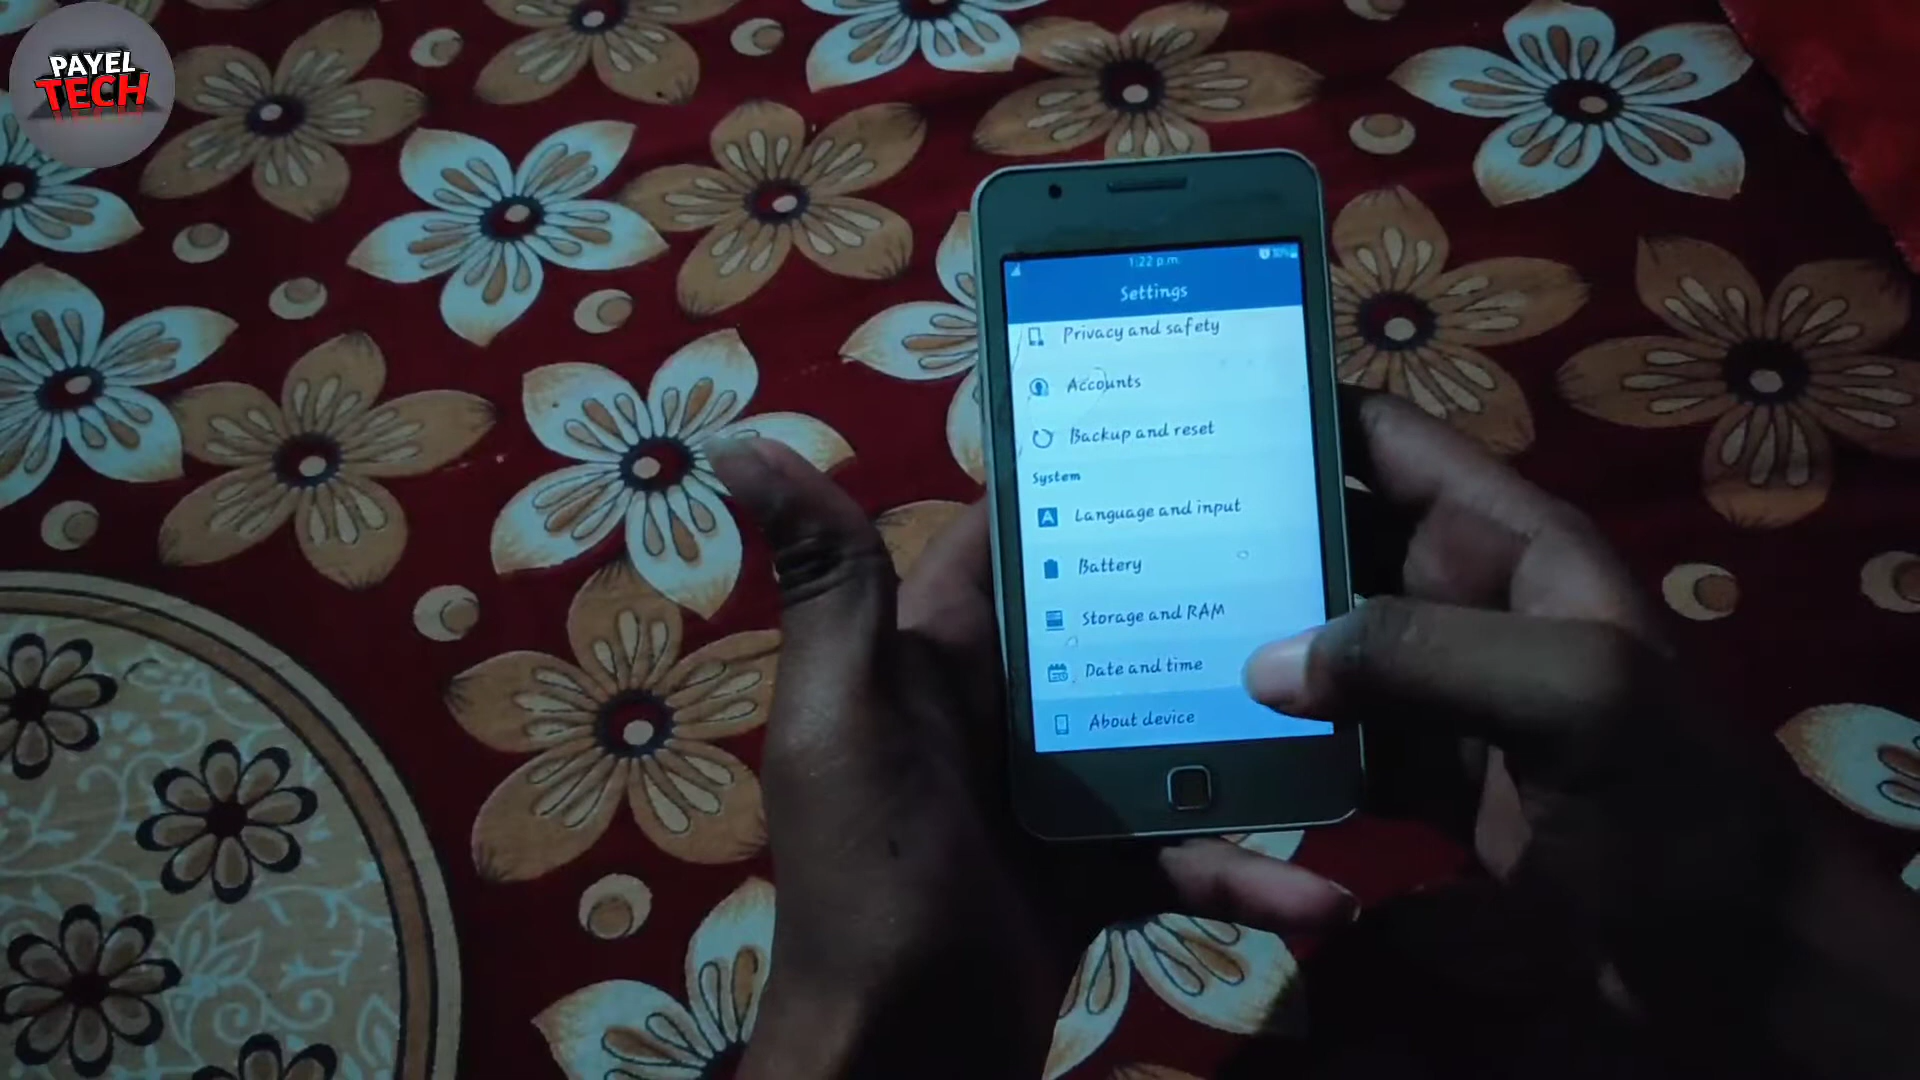 PAYEL
TECH
1:22 p.m.
Settings
Privacy and safety
Accounts
Backup and reset
System
Language and input
Battery
Storage and RAM
Date and time
About device